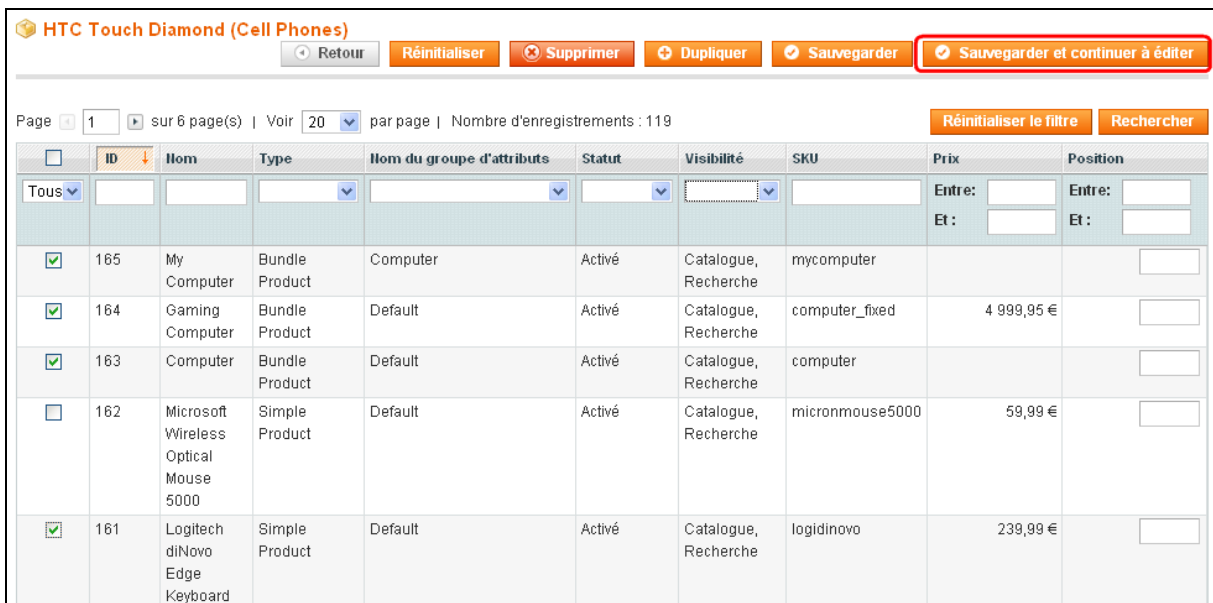 HTC Touch Diamond (Cell Phones)
Retour Réinitialiser Supprimer Dupliquer Sauvegarder Sauvegarder et continuer à éditer
Page 1 sur 6 page(s) | Voir 20 par page | Nombre d'enregistrements : 119 Réinitialiser le filtre Rechercher
ID Nom Type Nom du groupe d'attributs Statut Visibilité SKU Prix Position
Tous Entre: Entre:
Et : Et :
165 My Bundle Computer Activé Catalogue, mycomputer
Computer Product Recherche
164 Gaming Bundle Default Activé Catalogue, computer_fixed 4 999,95 €
Computer Product Recherche
163 Computer Bundle Default Activé Catalogue, computer
Product Recherche
162 Microsoft Simple Default Activé Catalogue, micronmouse5000 59,99 €
Wireless Product Recherche
Optical
Mouse
5000
161 Logitech Simple Default Activé Catalogue, logidinovo 239,99 €
diNovo Product Recherche
Edge
Keyboard